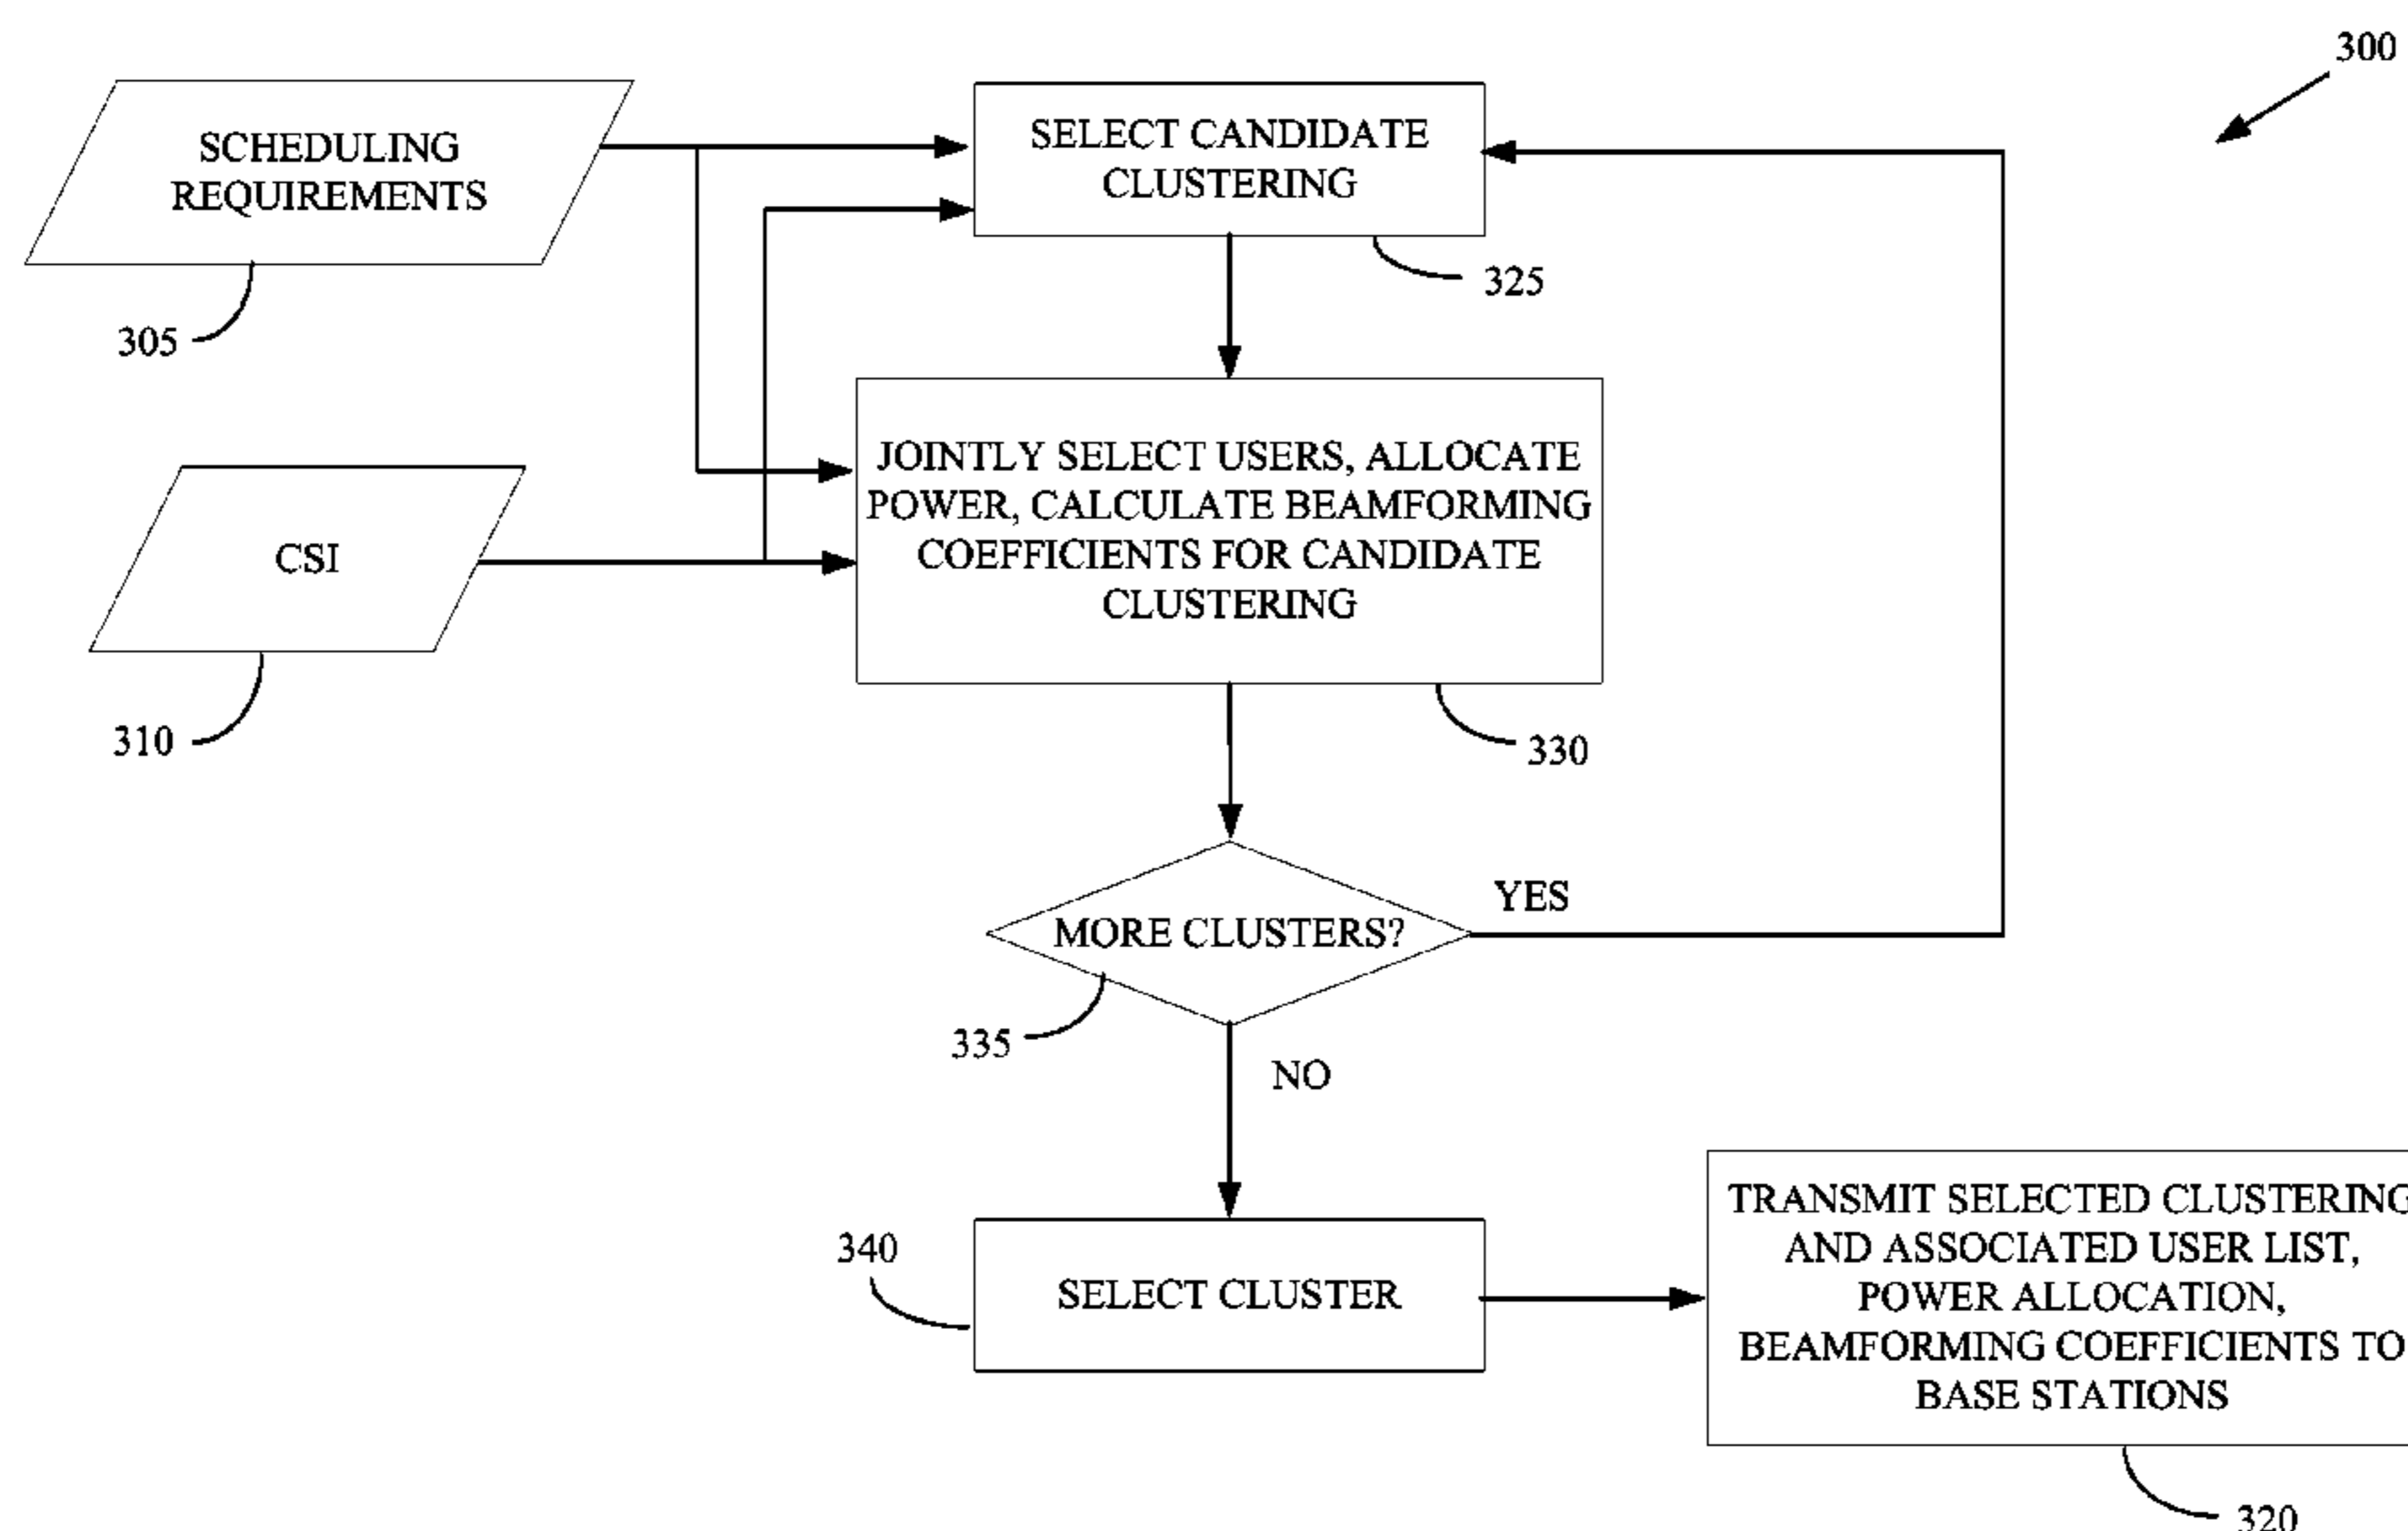 300
SCHEDULING
REQUIREMENTS
305
SELECT CANDIDATE
CLUSTERING
325
CSI
310
JOINTLY SELECT USERS, ALLOCATE
POWER, CALCULATE BEAMFORMING
COEFFICIENTS FOR CANDIDATE
CLUSTERING
330
MORE CLUSTERS?
YES
335
NO
340
SELECT CLUSTER
TRANSMIT SELECTED CLUSTERING
AND ASSOCIATED USER LIST,
POWER ALLOCATION,
BEAMFORMING COEFFICIENTS TO
BASE STATIONS
320